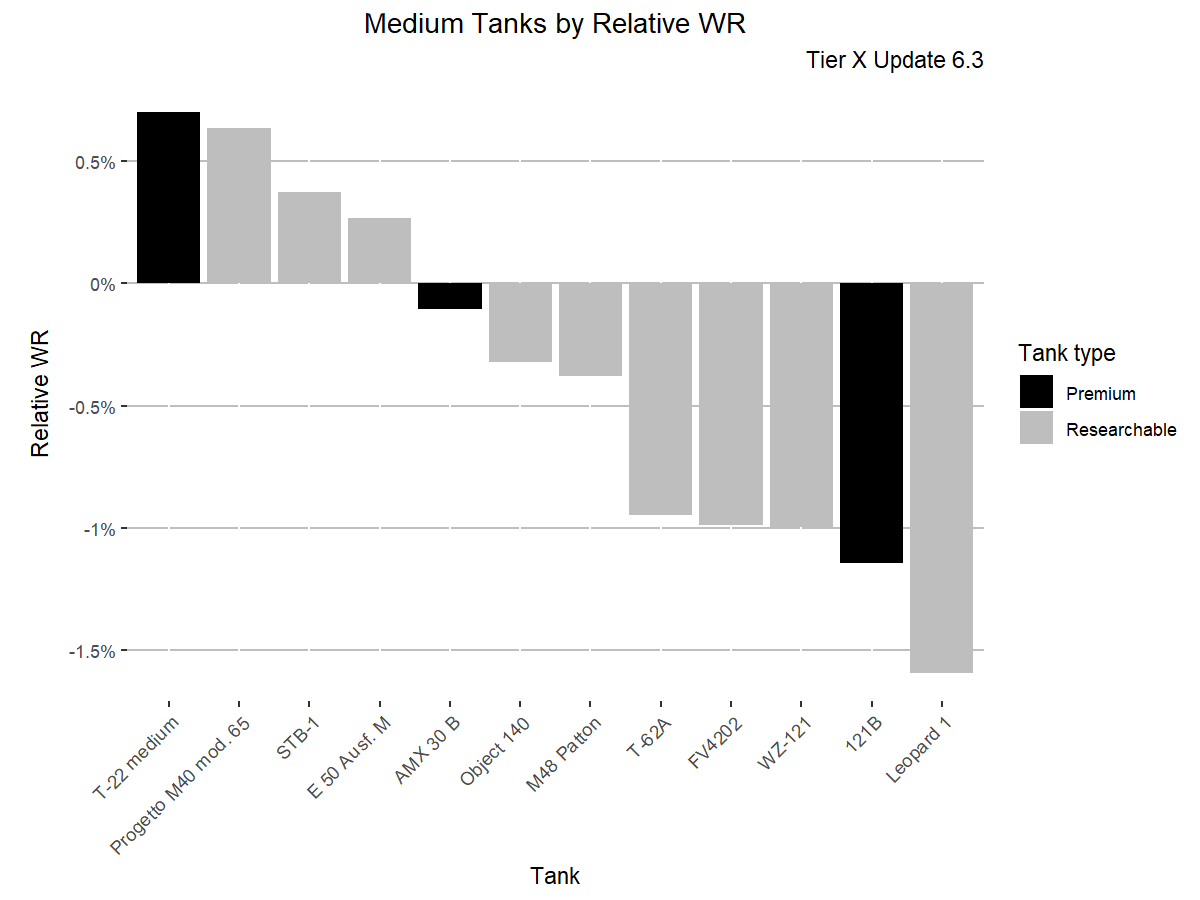 Medium Tanks by Relative WR
Tier X Update 6.3
Relative WR
0.5%
0%
-0.5%
-1%
-1.5%
T-22 medium
Progetto M40 mod. 65
STB-1
E 50 Ausf. M
AMX 30 B
Object 140
M48 Patton
T-62A
FV4202
WZ-121
121B
Leopard 1
Tank
Tank type
Premium
Researchable